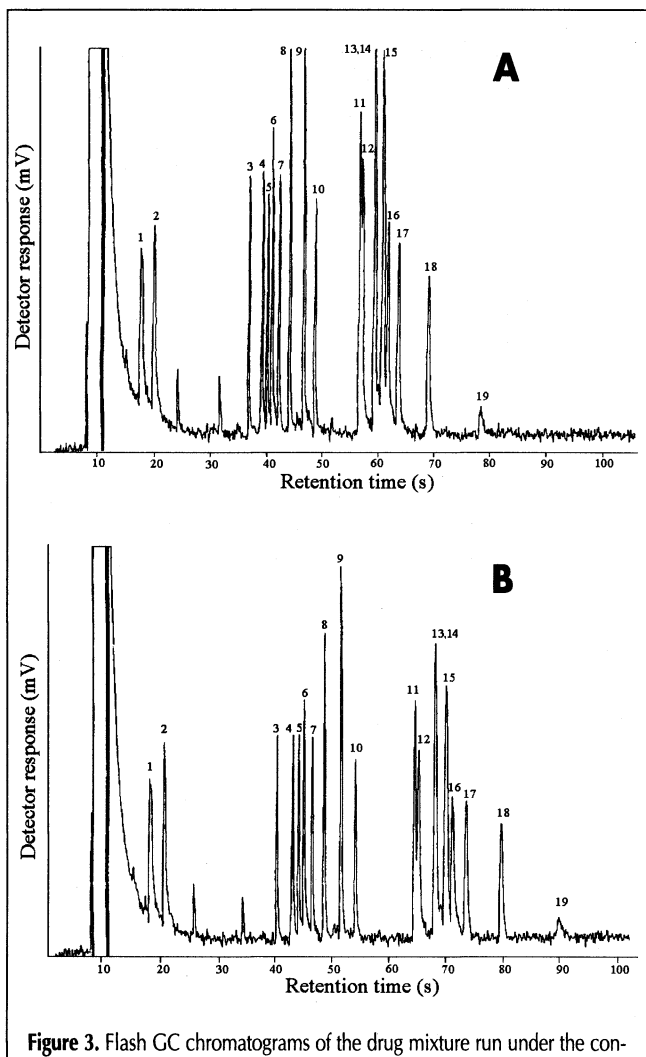 A
8 9 13,14 15
11
6
12
3 4 7
5
10
2
16
1
17
18
19
Detector response (mV)
10 20 30 40 50 60 70 80 90 100
Retention time (s)
B
9
8
13,14
15
6
11
3 4 5 7
2
12
10
1
16 17
18
19
Detector response (mV)
10 20 30 40 50 60 70 80 90 100
Retention time (s)
Figure 3. Flash GC chromatograms of the drug mixture run under the con-